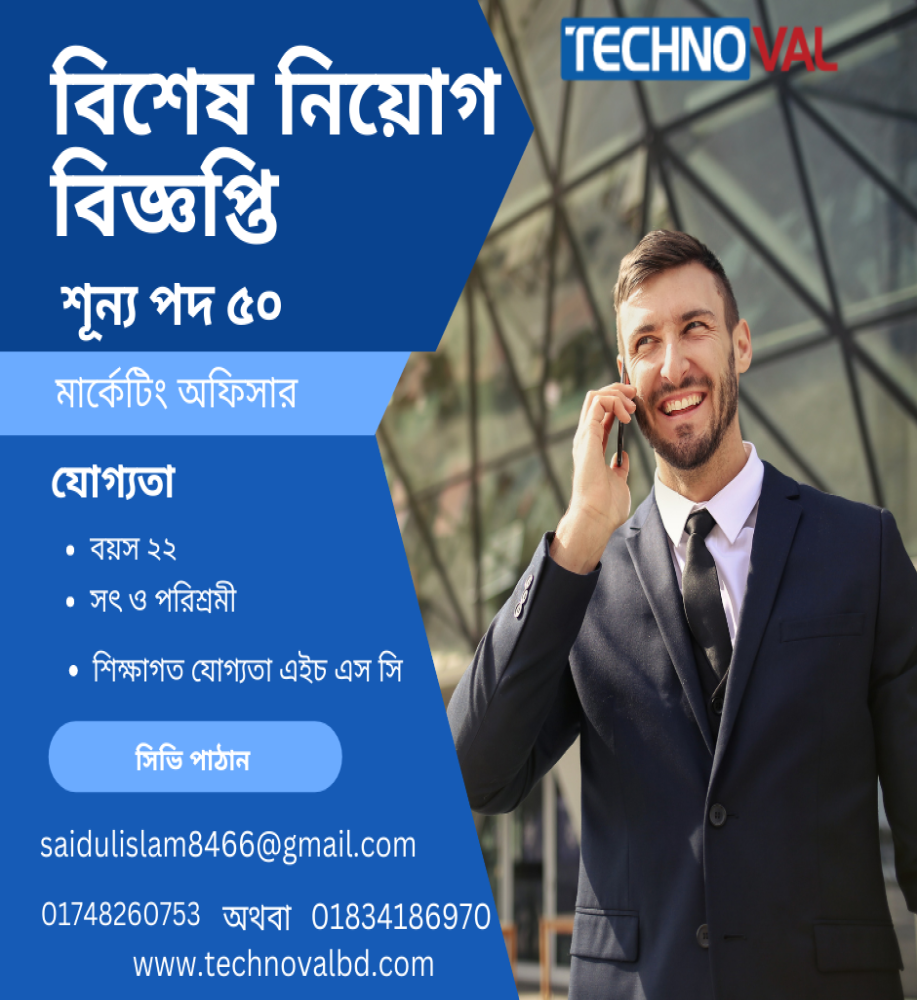 TECHNOVAL
বিশেষ নিয়োগ
বিজ্ঞপ্তি
শূন্য পদ ৫০
মার্কেটিং অফিসার
যোগ্যতা
• বয়স ২২
• সৎ ও পরিশ্রমী
• শিক্ষাগত যোগ্যতা এইচ এস সি
সিভি পাঠান
saidulislam8466@gmail.com
01748260753 অথবা 01834186970
www.technovalbd.com